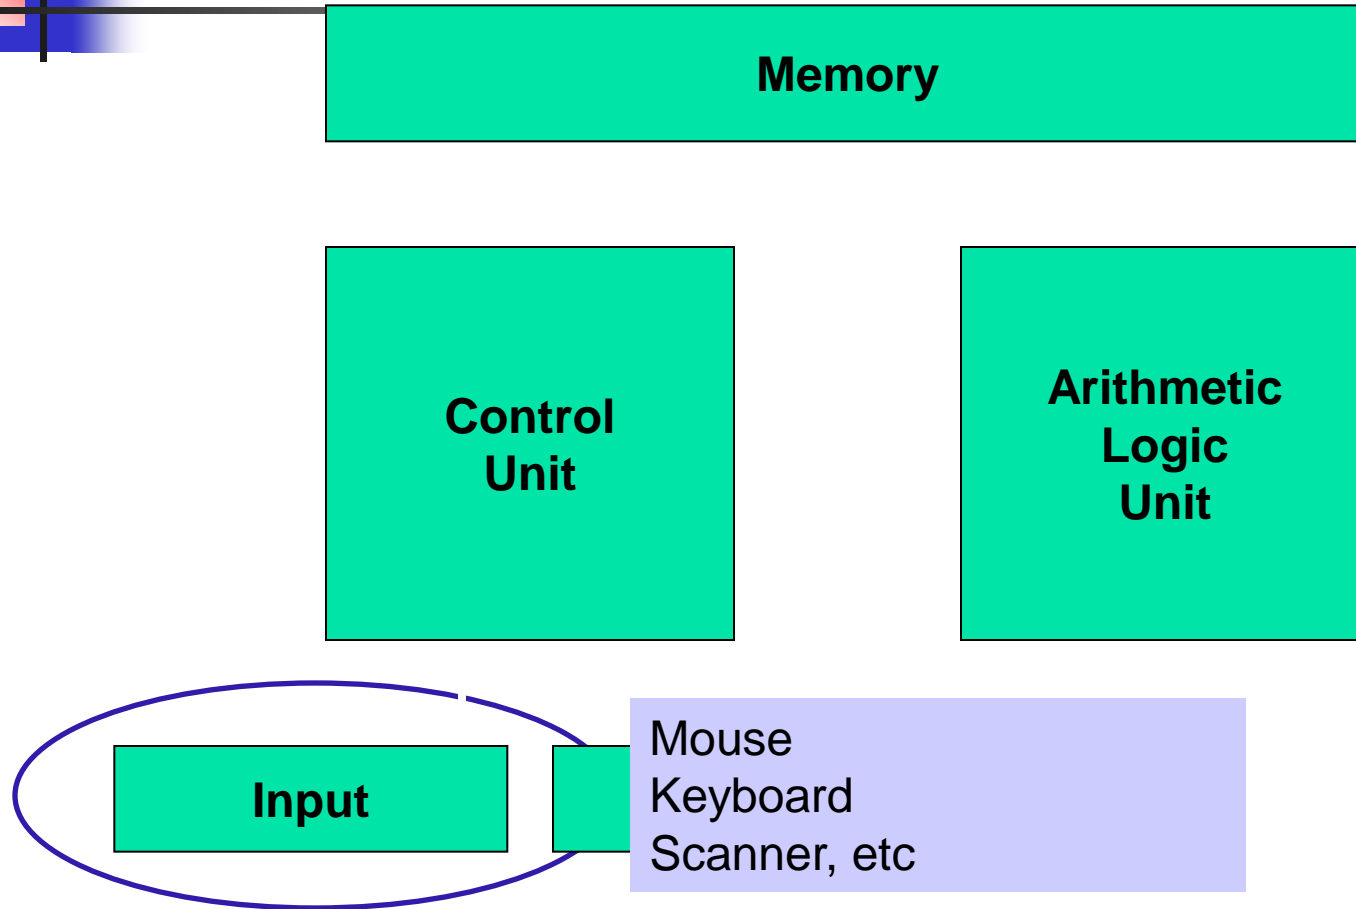 Memory
Control
Unit
Arithmetic
Logic
Unit
Input
Mouse
Keyboard
Scanner, etc